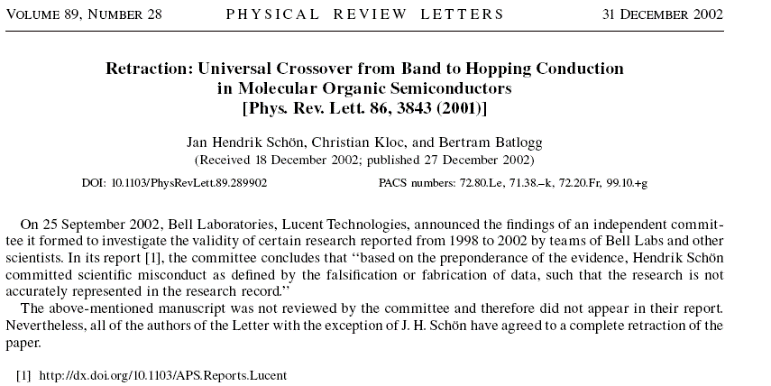 VOLUME 89, NUMBER 28 PHYSICAL REVIEW LETTERS 31 DECEMBER 2002
Retraction: Universal Crossover from Band to Hopping Conduction
in Molecular Organic Semiconductors
[Phys. Rev. Lett. 86, 3843 (2001)]
Jan Hendrik Schön, Christian Kloc, and Bertram Batlogg
(Received 18 December 2002; published 27 December 2002)
DOI: 10.1103/PhysRevLett.89.289902 PACS numbers: 72.80.Le, 71.38.–k, 72.20.Fr, 99.10.+g
On 25 September 2002, Bell Laboratories, Lucent Technologies, announced the findings of an independent commit-
tee it formed to investigate the validity of certain research reported from 1998 to 2002 by teams of Bell Labs and other
scientists. In its report [1], the committee concludes that “based on the preponderance of the evidence, Hendrik Schön
committed scientific misconduct as defined by the falsification or fabrication of data, such that the research is not
accurately represented in the research record.”
The above-mentioned manuscript was not reviewed by the committee and therefore did not appear in their report.
Nevertheless, all of the authors of the Letter with the exception of J. H. Schön have agreed to a complete retraction of the
paper.
[1] http://dx.doi.org/10.1103/APS.Reports.Lucent